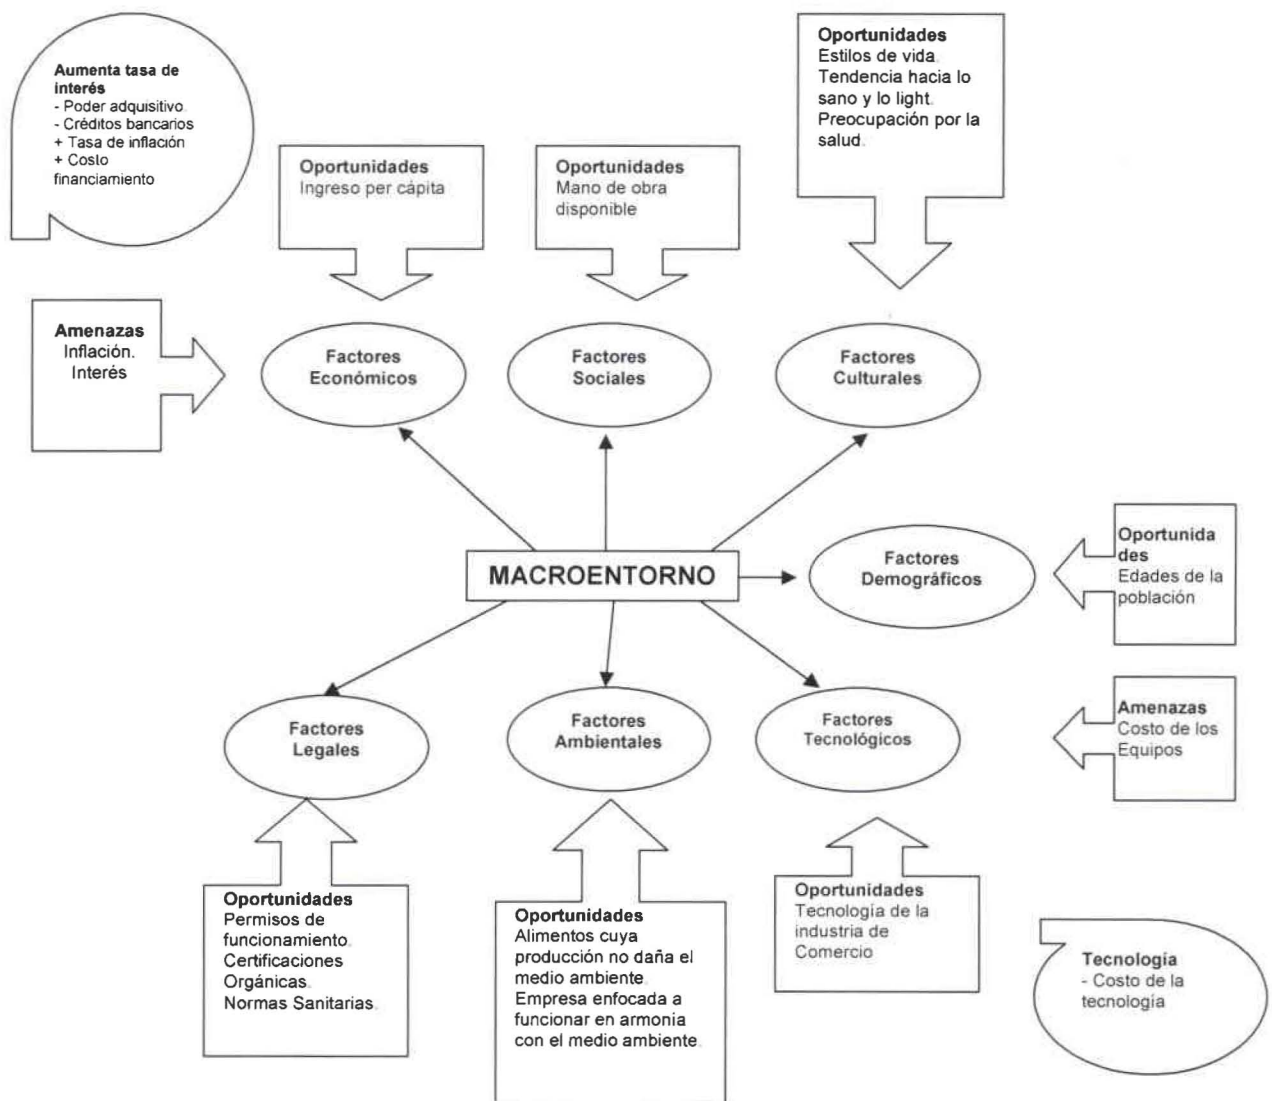 Aumenta tasa de
interés
- Poder adquisitivo.
- Créditos bancarios
+ Tasa de inflación
+ Costo
financiamiento
Oportunidades
Ingreso per cápita
Oportunidades
Mano de obra
disponible
Oportunidades
Estilos de vida.
Tendencia hacia lo
sano y lo light.
Preocupación por la
salud.
Amenazas
Inflación.
Interés
Factores
Económicos
Factores
Sociales
Factores
Culturales
MACROENTORNO
Factores
Demográficos
Oportunida
des
Edades de la
población
Factores
Legales
Factores
Ambientales
Factores
Tecnológicos
Amenazas
Costo de los
Equipos
Oportunidades
Permisos de
funcionamiento.
Certificaciones
Orgánicas.
Normas Sanitarias.
Oportunidades
Alimentos cuya
producción no daña el
medio ambiente.
Empresa enfocada a
funcionar en armonía
con el medio ambiente.
Oportunidades
Tecnología de la
industria de
Comercio
Tecnología
- Costo de la
tecnología